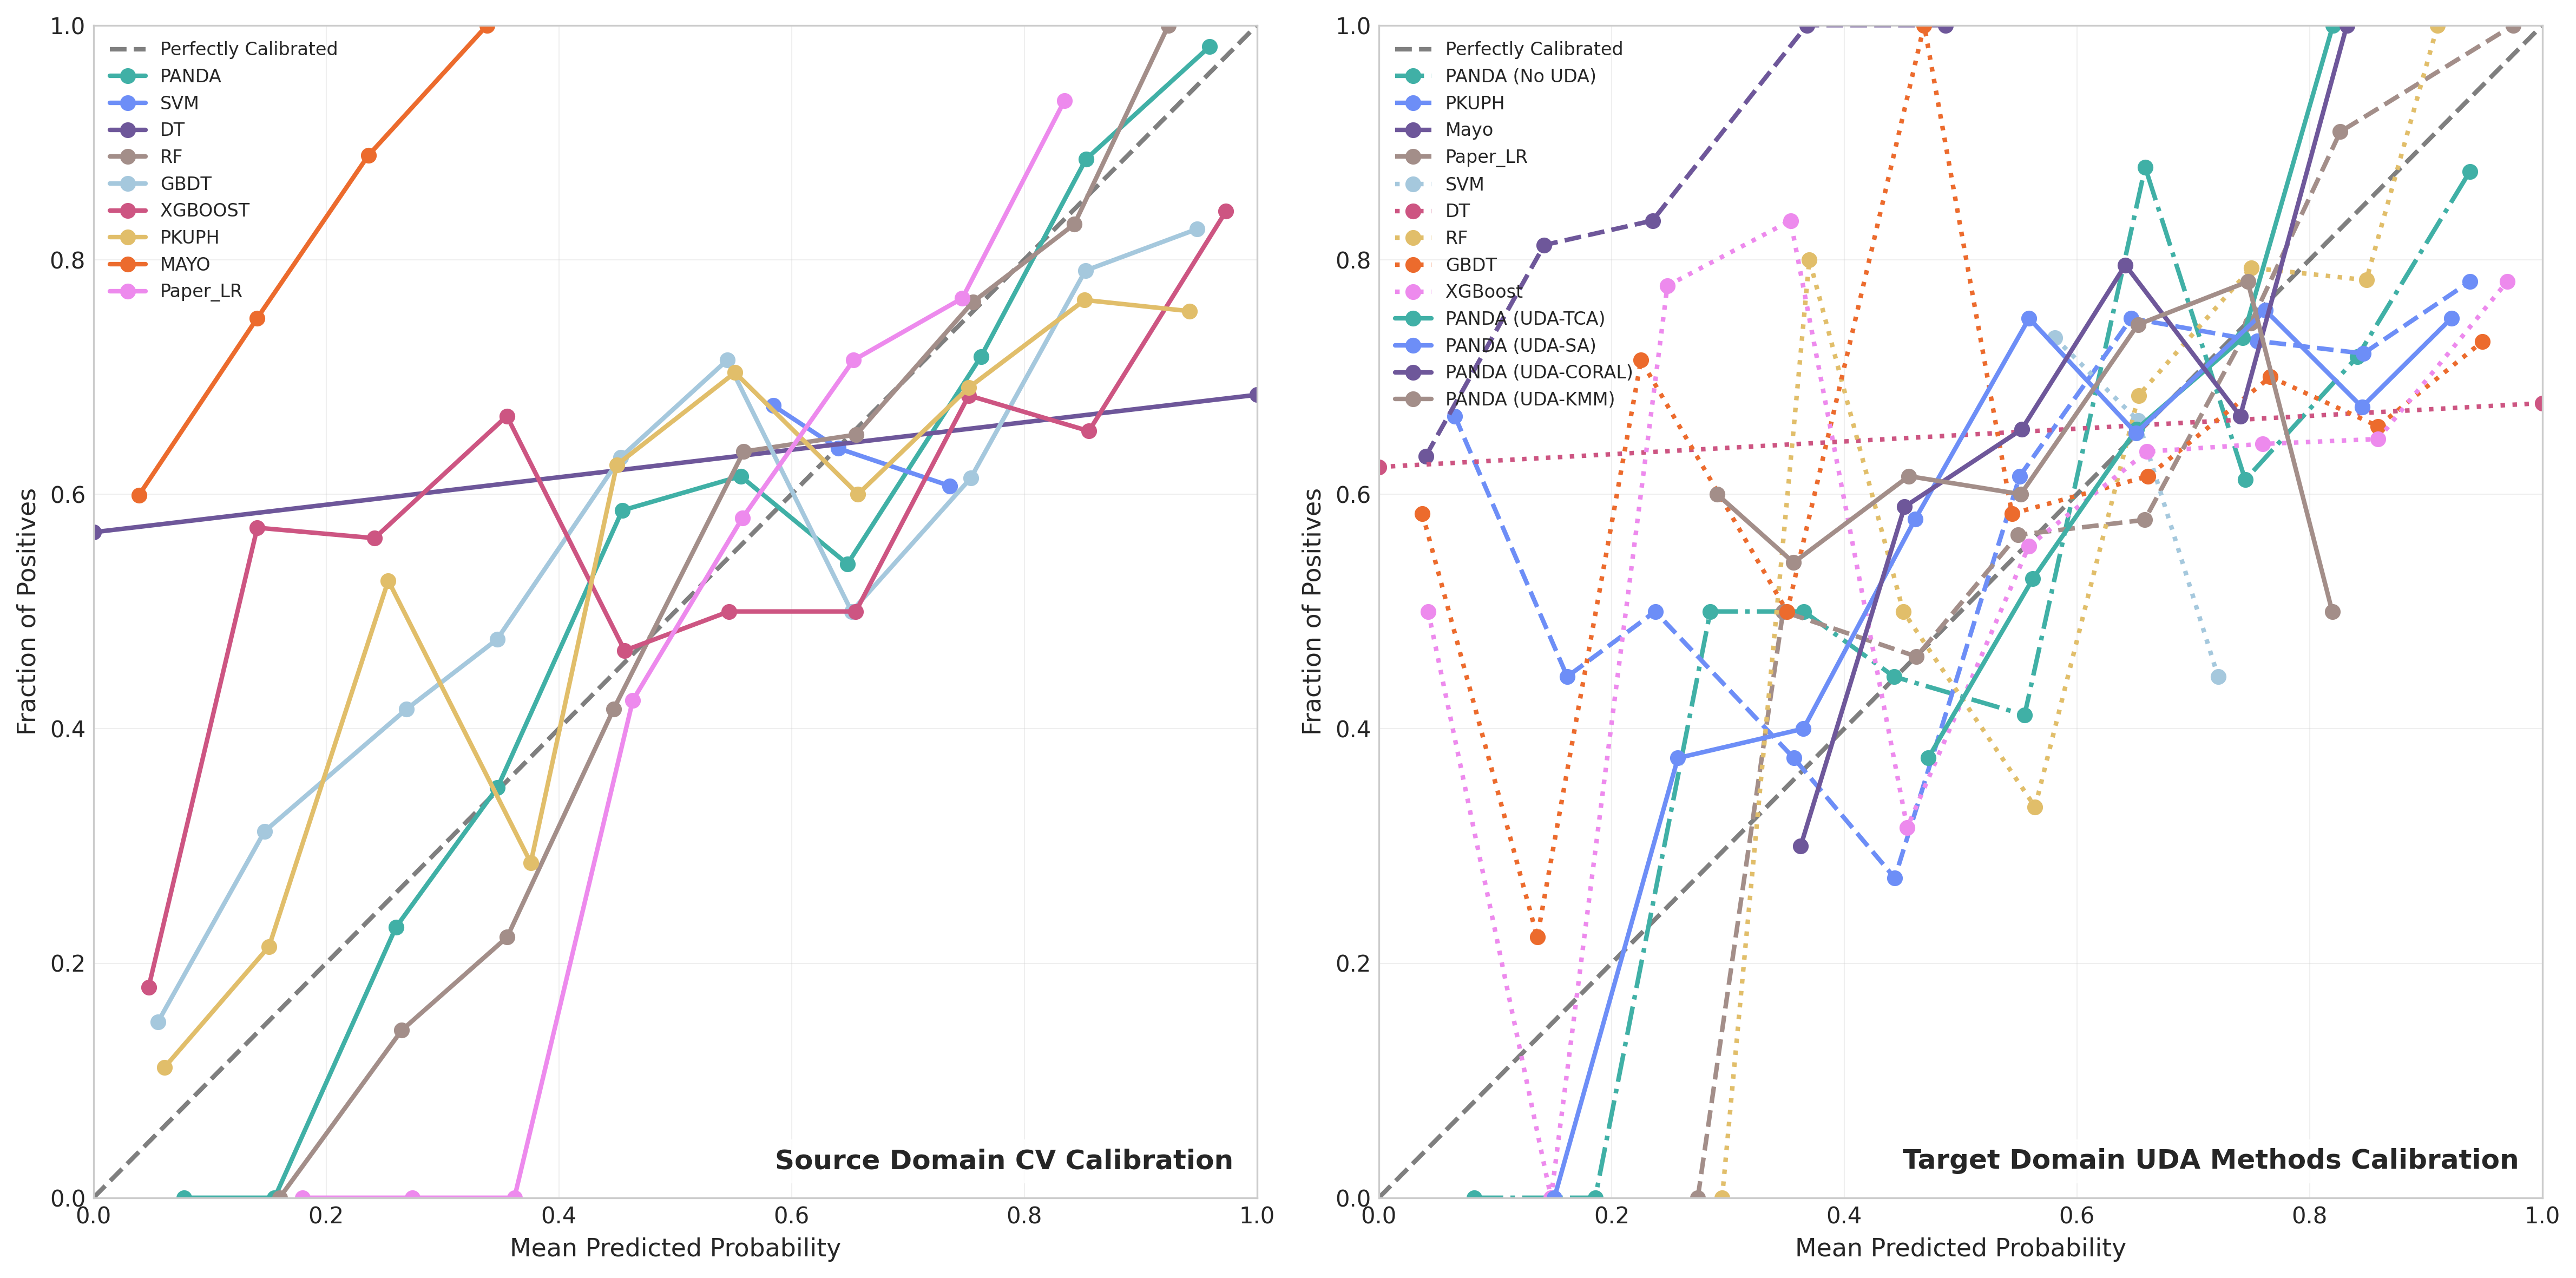 1.0
0.8
0.6
0.4
0.2
0.0
Fraction of Positives
Perfectly Calibrated
PANDA
SVM
DT
RF
GBDT
XGBOOST
PKUPH
MAYO
Paper_LR
Source Domain CV Calibration
0.0 0.2 0.4 0.6 0.8 1.0
Mean Predicted Probability
1.0
0.8
0.6
0.4
0.2
0.0
Fraction of Positives
Perfectly Calibrated
PANDA (No UDA)
PKUPH
Mayo
Paper_LR
SVM
DT
RF
GBDT
XGBoost
PANDA (UDA-TCA)
PANDA (UDA-SA)
PANDA (UDA-CORAL)
PANDA (UDA-KMM)
Target Domain UDA Methods Calibration
0.0 0.2 0.4 0.6 0.8 1.0
Mean Predicted Probability